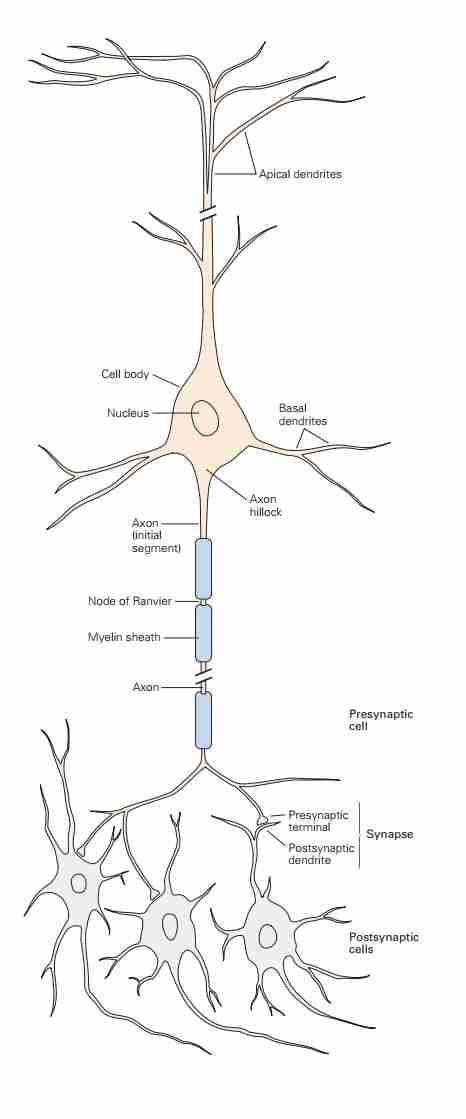 Apical dendrites
Cell body
Nucleus
Basal
dendrites
Axon
hillock
Axon
(initial
segment)
Node of Ranvier
Myelin sheath
Axon
Presynaptic
cell
Presynaptic
terminal
Synapse
Postsynaptic
dendrite
Postsynaptic
cells